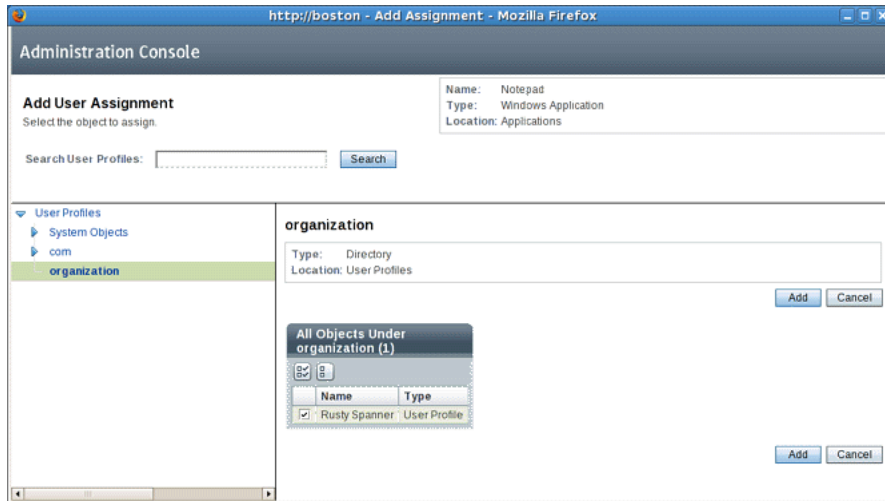 http://boston - Add Assignment - Mozilla Firefox
Administration Console
Add User Assignment
Select the object to assign.
Name: Notepad
Type: Windows Application
Location: Applications
Search User Profiles:
Search
User Profiles
System Objects
com
organization
organization
Type: Directory
Location: User Profiles
Add Cancel
All Objects Under
organization (1)
Name Type
Rusty Spanner User Profile
Add Cancel